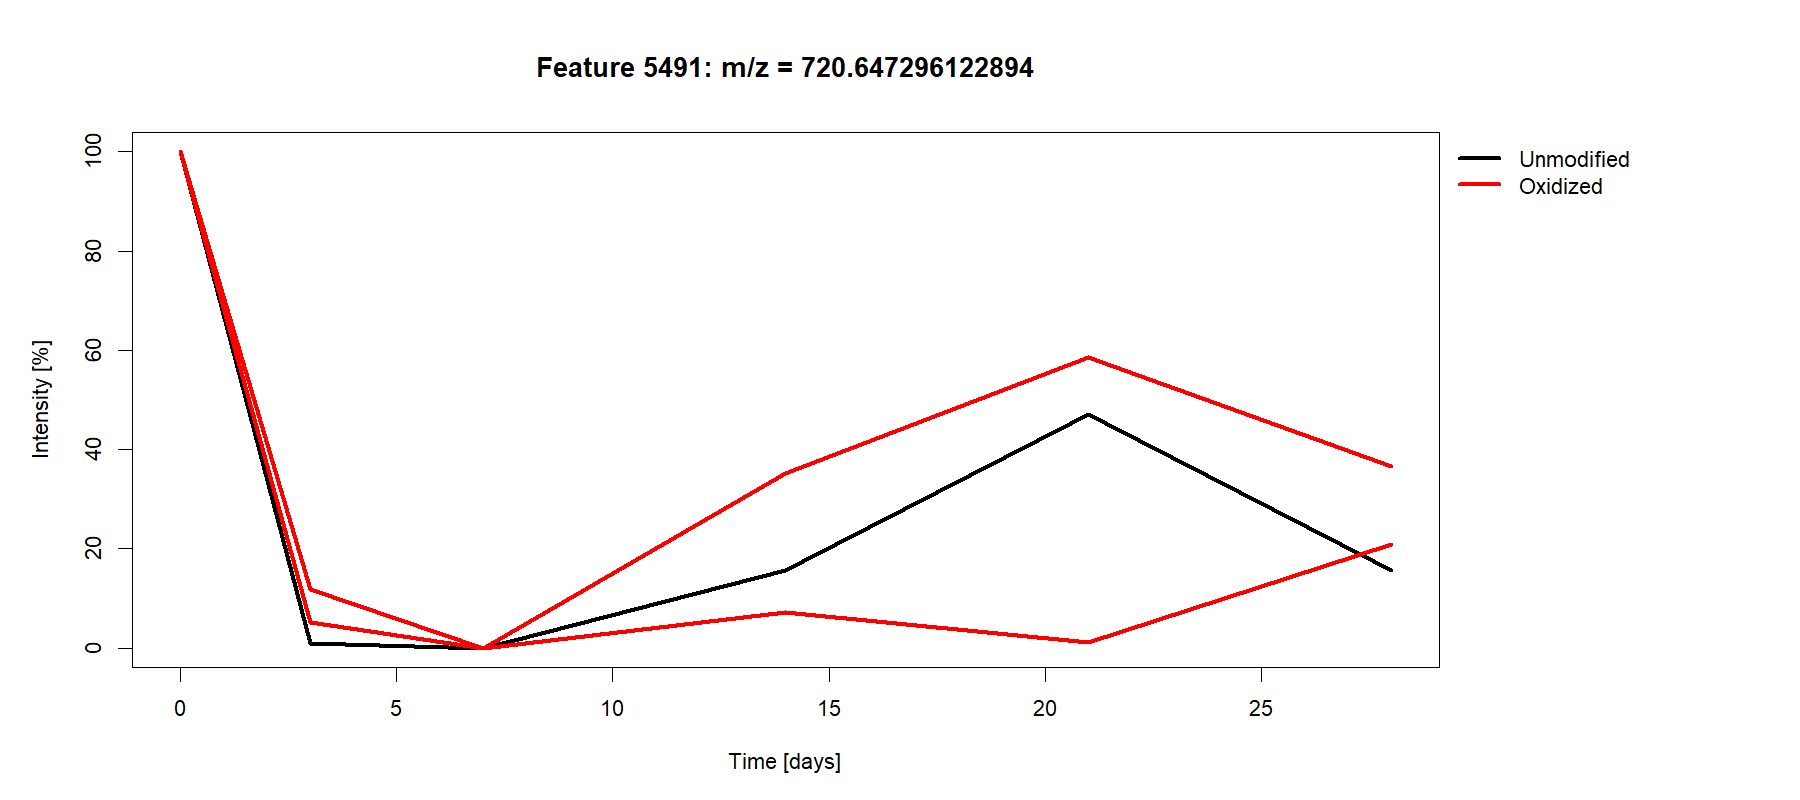 Feature 5491: m/z = 720.647296122894
Unmodified
Oxidized
Intensity [%]
100
80
60
40
20
0
0 5 10 15 20 25
Time [days]